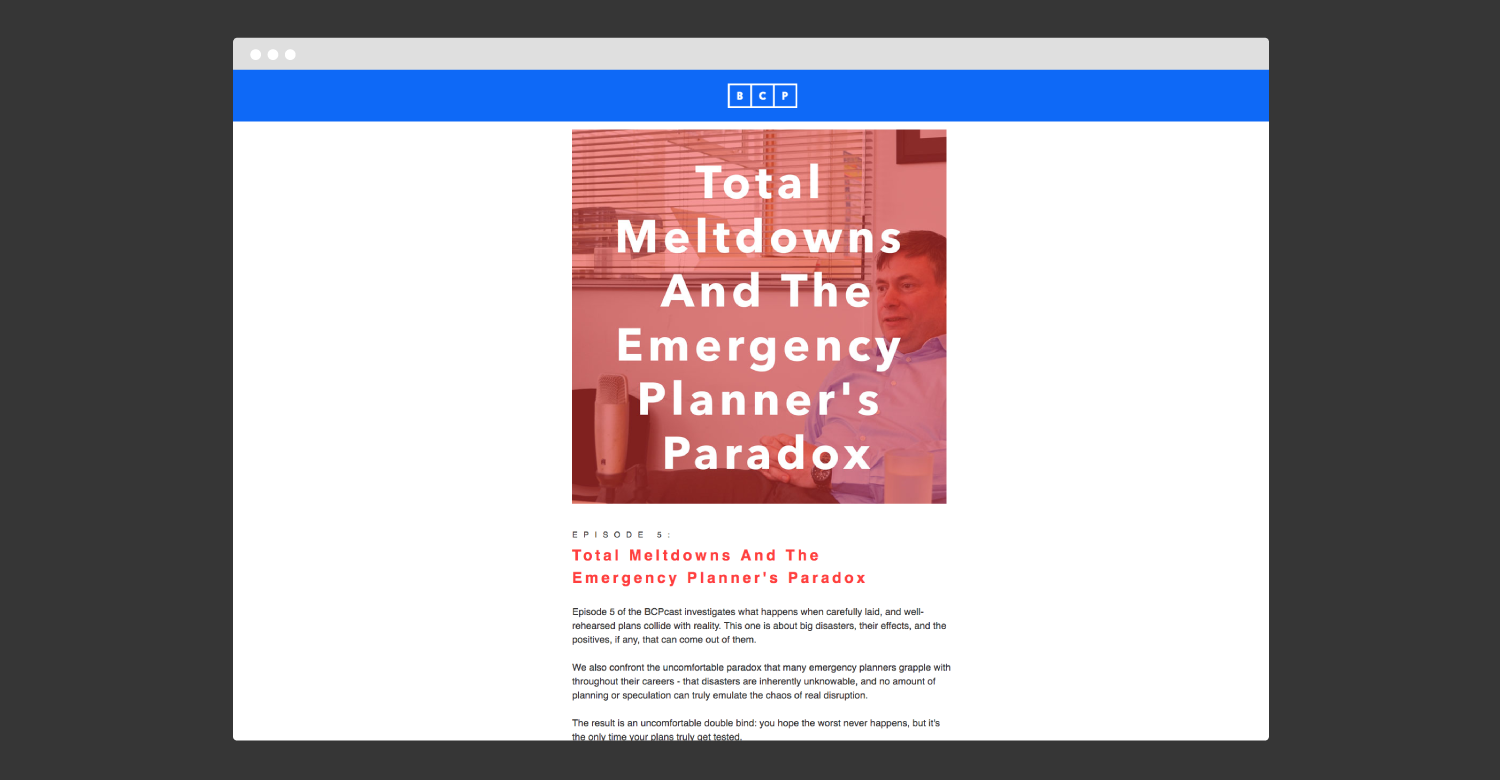 B C P
Total
Meltdowns
And The
Emergency
Planner's
Paradox
EPISODE 5:
Total Meltdowns And The
Emergency Planner's Paradox
Episode 5 of the BCPcast investigates what happens when carefully laid, and well-
rehearsed plans collide with reality. This one is about big disasters, their effects, and the
positives, if any, that can come out of them.
We also confront the uncomfortable paradox that many emergency planners grapple with
throughout their careers - that disasters are inherently unknowable, and no amount of
planning or speculation can truly emulate the chaos of real disruption.
The result is an uncomfortable double bind: you hope the worst never happens, but it's
the only time your plans truly get tested.